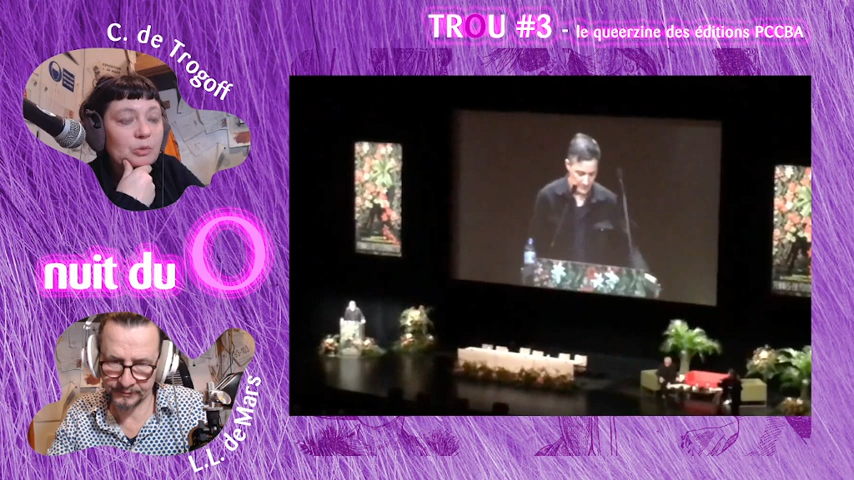 C. de Trogoff
TROU #3 - le queerzine des éditions PCCBA
nuit du O
L.L. de Mars